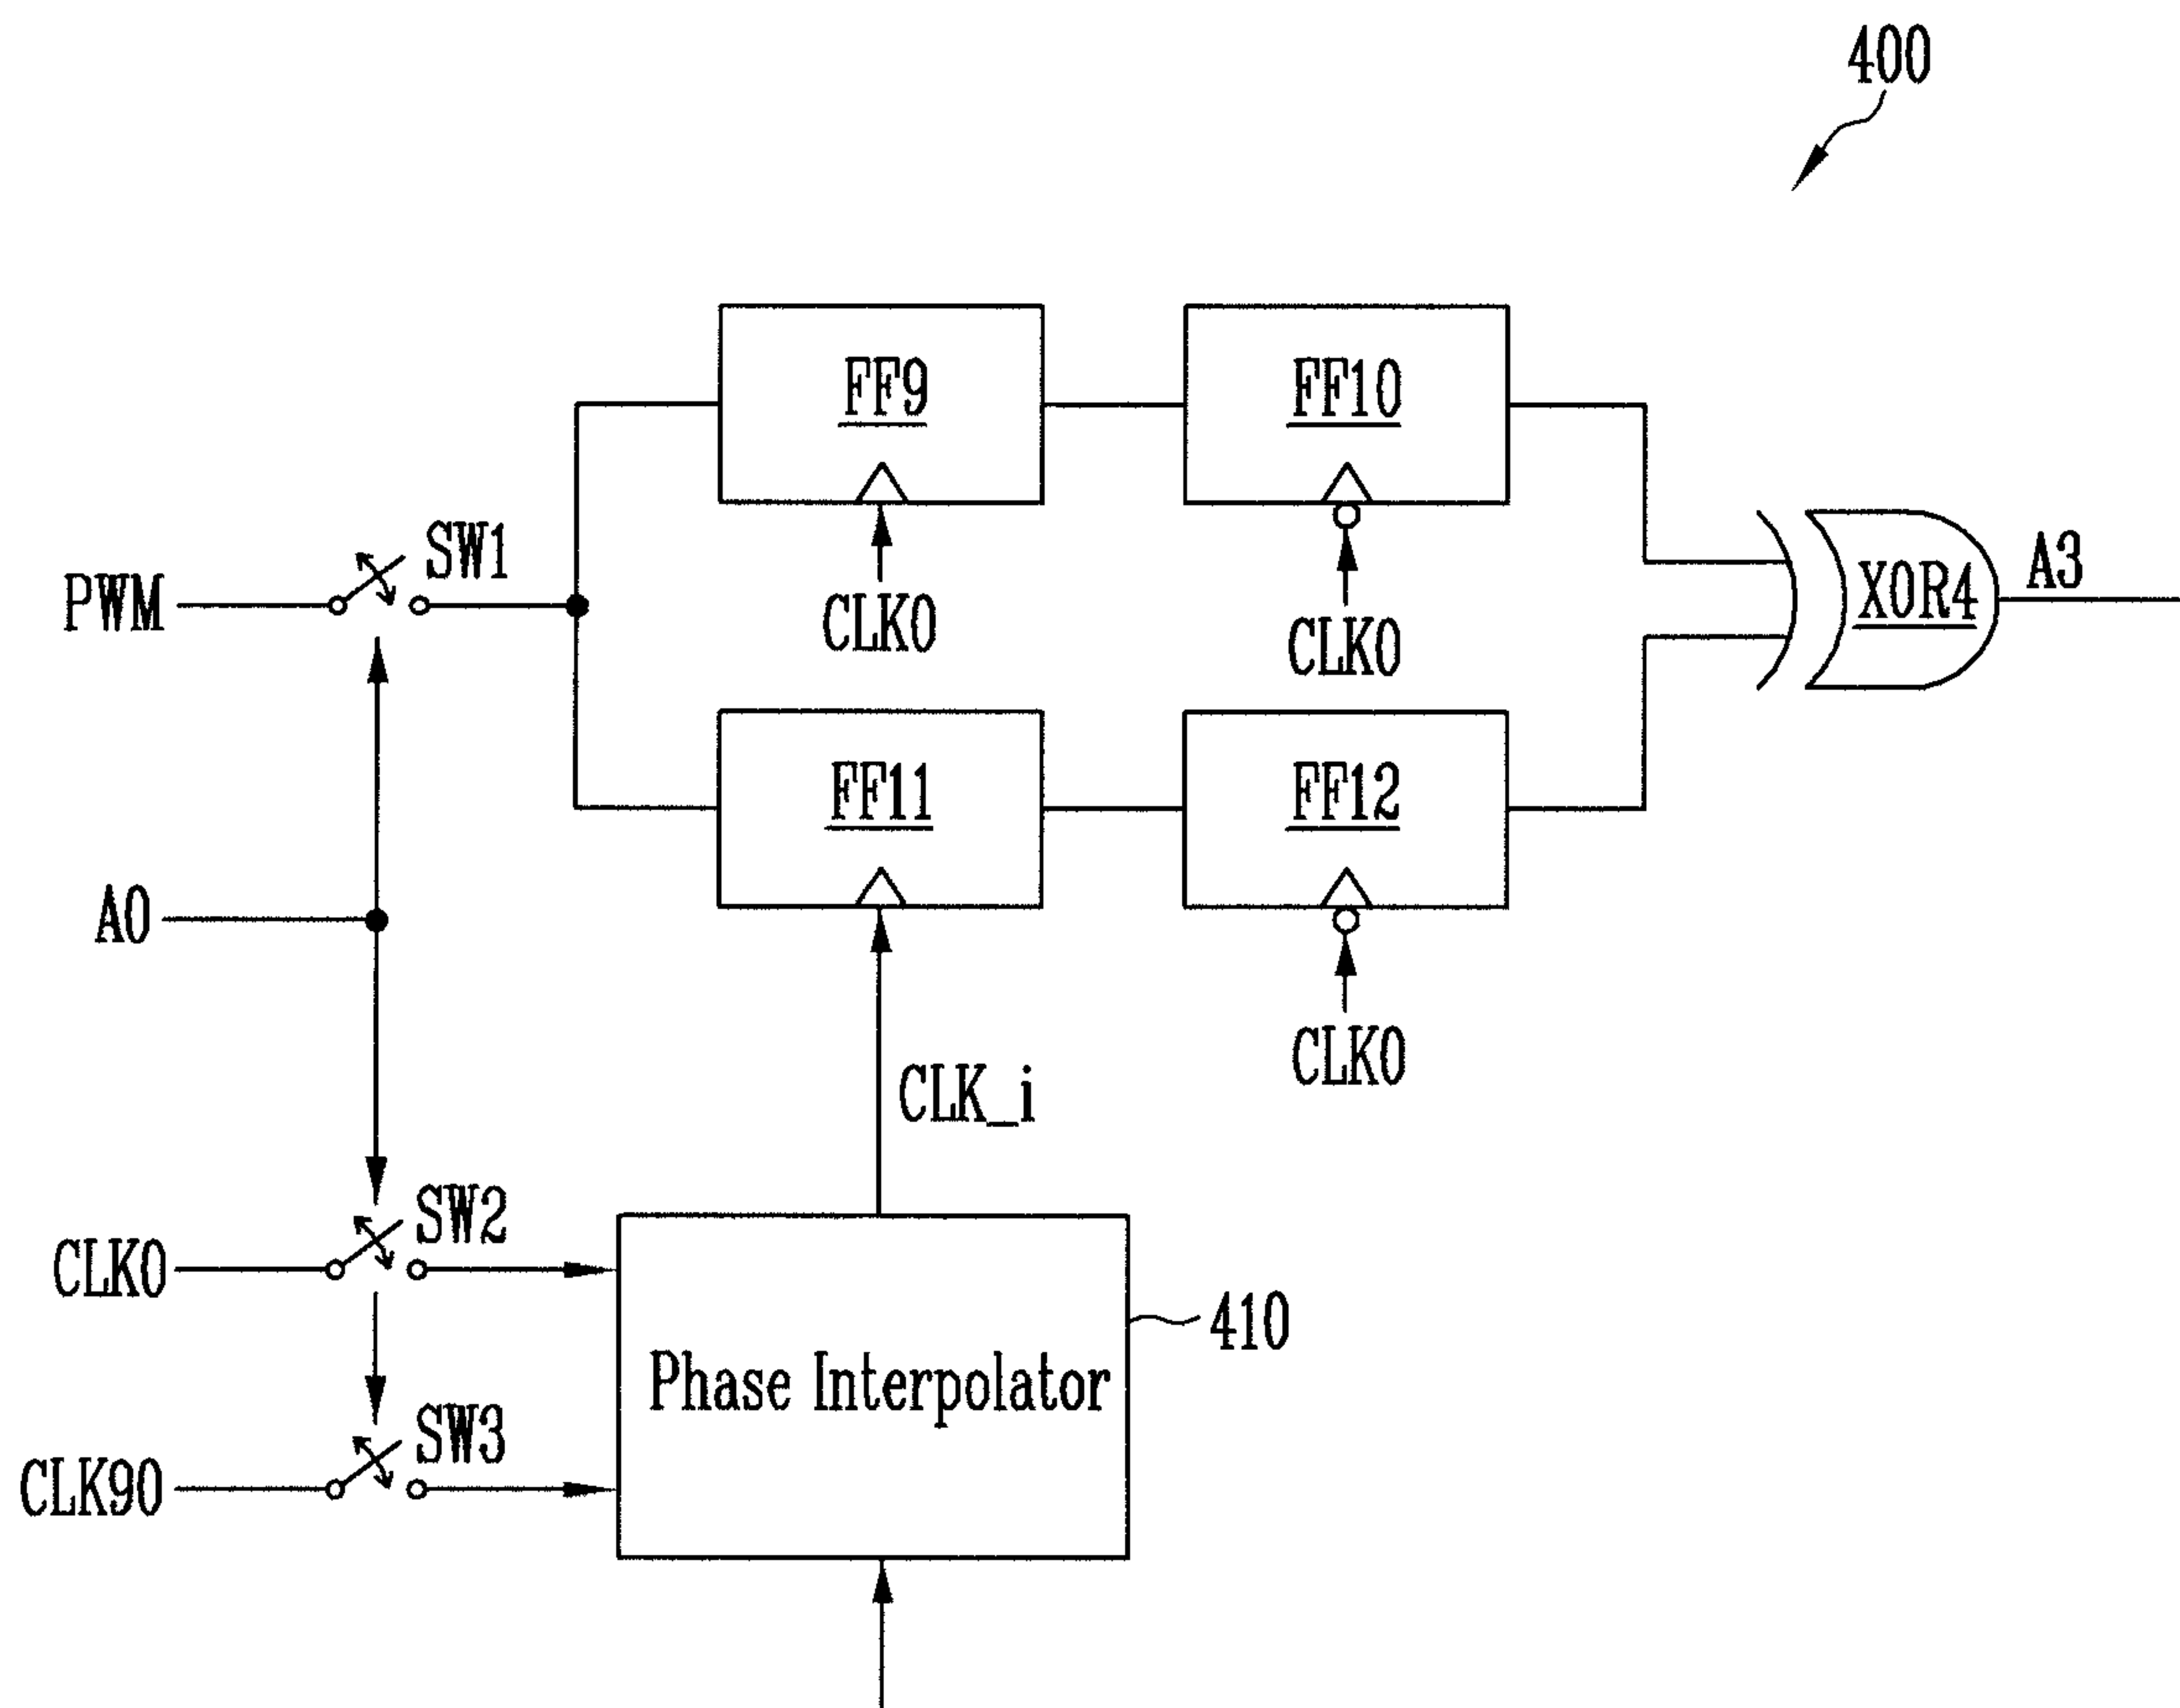 400
FF9
FF10
SW1
PWM
CLK0
CLK0
XOR4
A3
FF11
FF12
A0
CLK0
CLK_i
SW2
CLK0
410
Phase Interpolator
SW3
CLK90